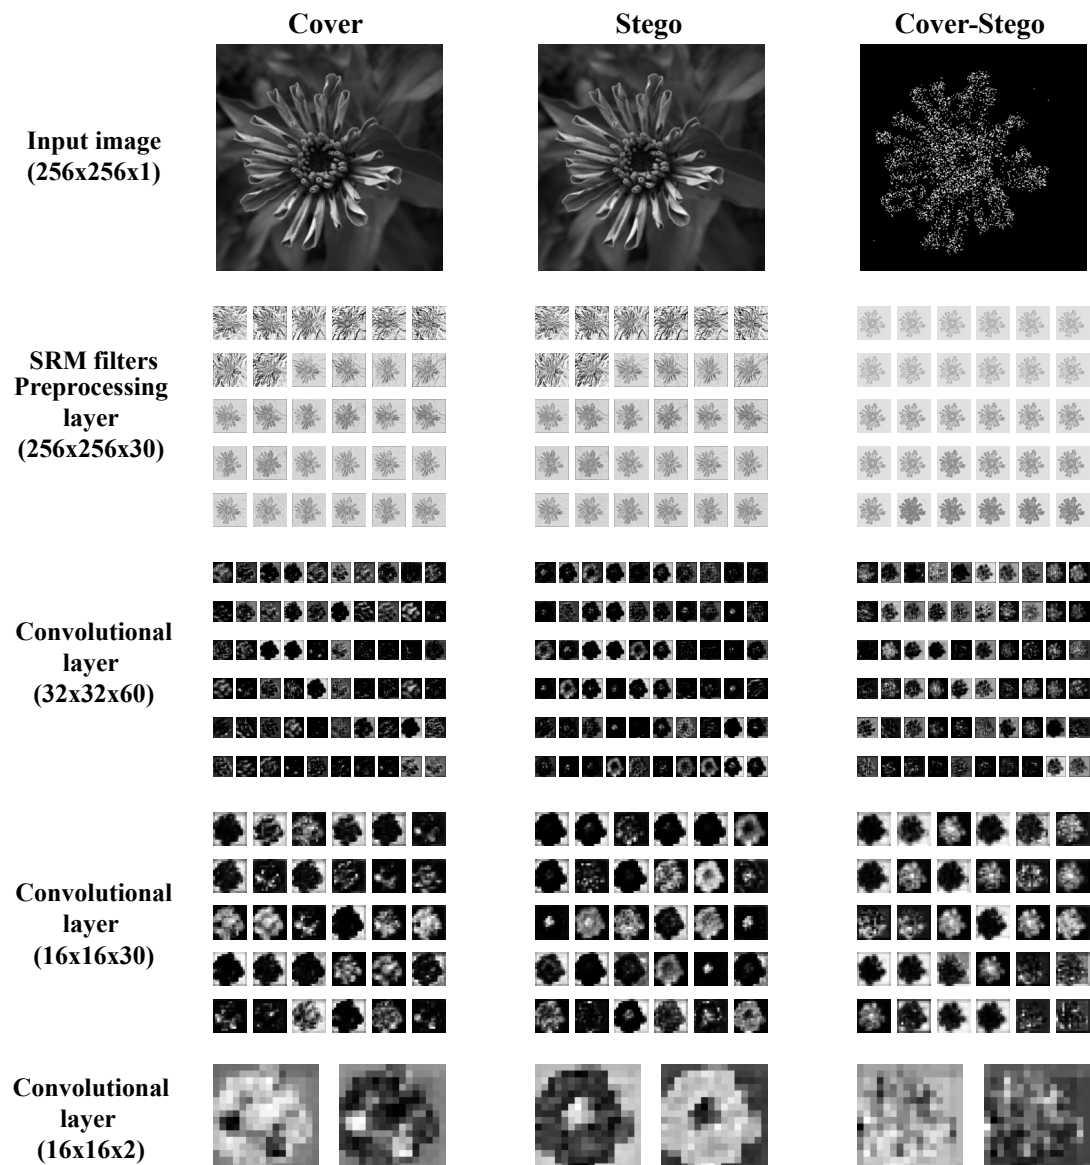 Cover Stego Cover-Stego
Input image
(256x256x1)
SRM filters
Preprocessing
layer
(256x256x30)
Convolutional
layer
(32x32x60)
Convolutional
layer
(16x16x30)
Convolutional
layer
(16x16x2)